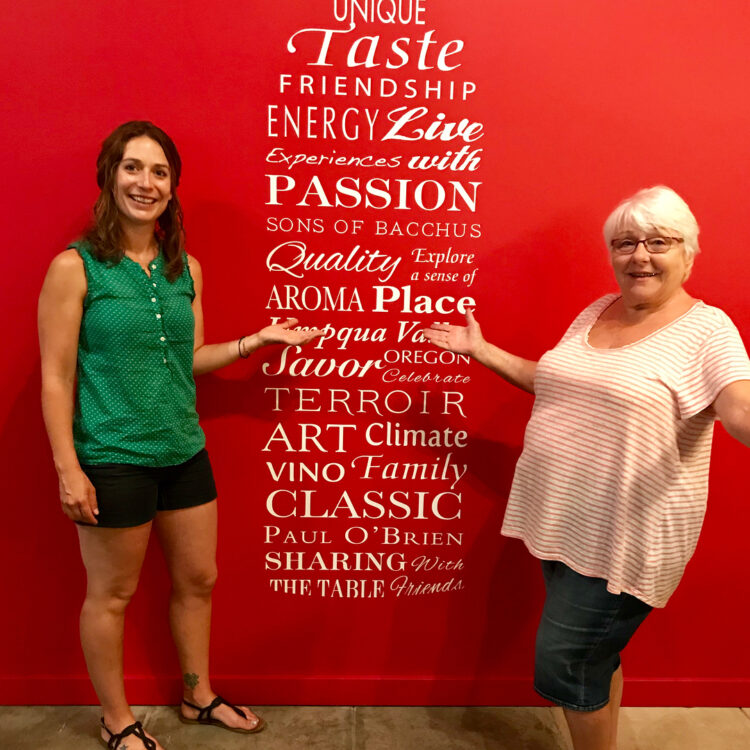 UNIQUE
Taste
FRIENDSHIP
ENERGY Live
Experiences with
PASSION
SONS OF BACCHUS
Quality Explore
a sense of
AROMA Place
Umpqua
Savor OREGON
Celebrate
TERROIR
ART Climate
VINO Family
CLASSIC
PAUL O'BRIEN
SHARING With
THE TABLE Friends